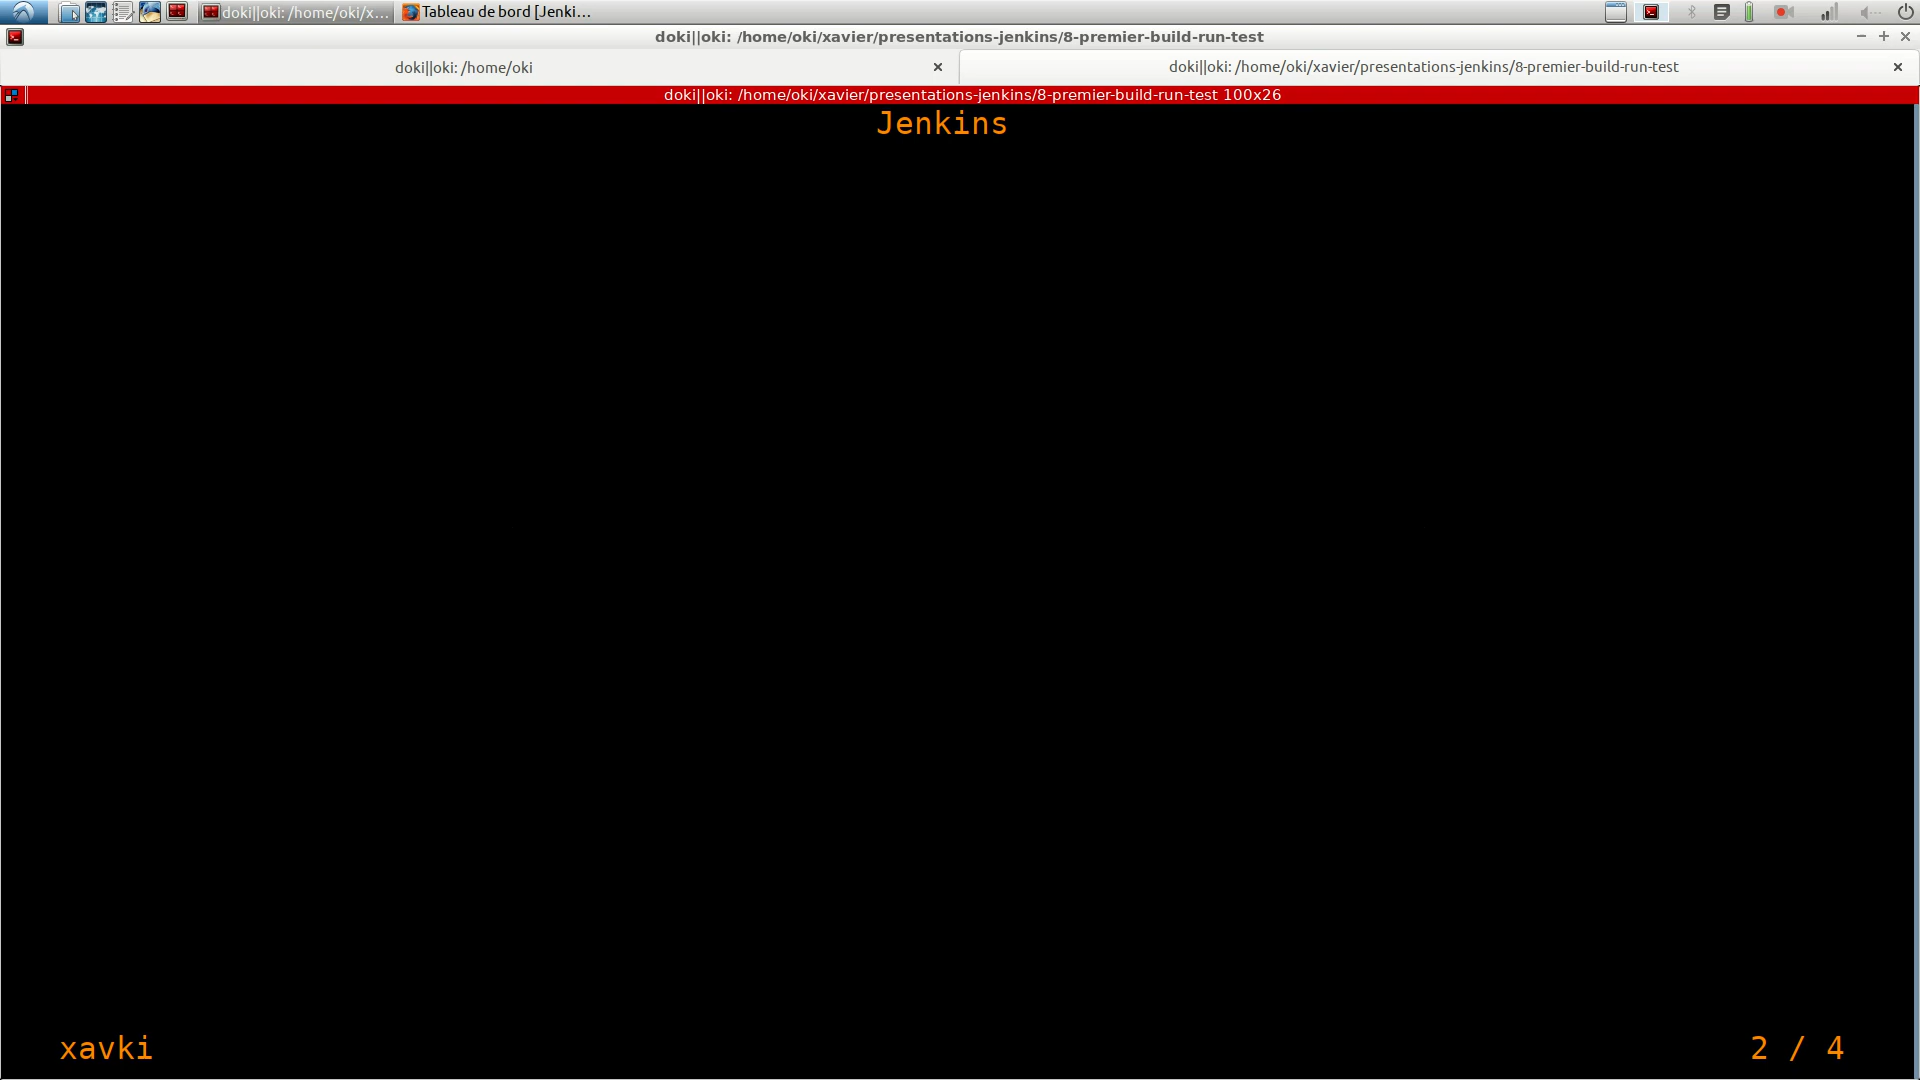 doki||oki: /home/oki/x...
Tableau de bord [Jenki...
doki||oki: /home/oki/xavier/presentations-jenkins/8-premier-build-run-test
doki||oki: /home/oki
doki||oki: /home/oki/xavier/presentations-jenkins/8-premier-build-run-test
doki||oki: /home/oki/xavier/presentations-jenkins/8-premier-build-run-test 100x26
Jenkins
xavki
2 / 4